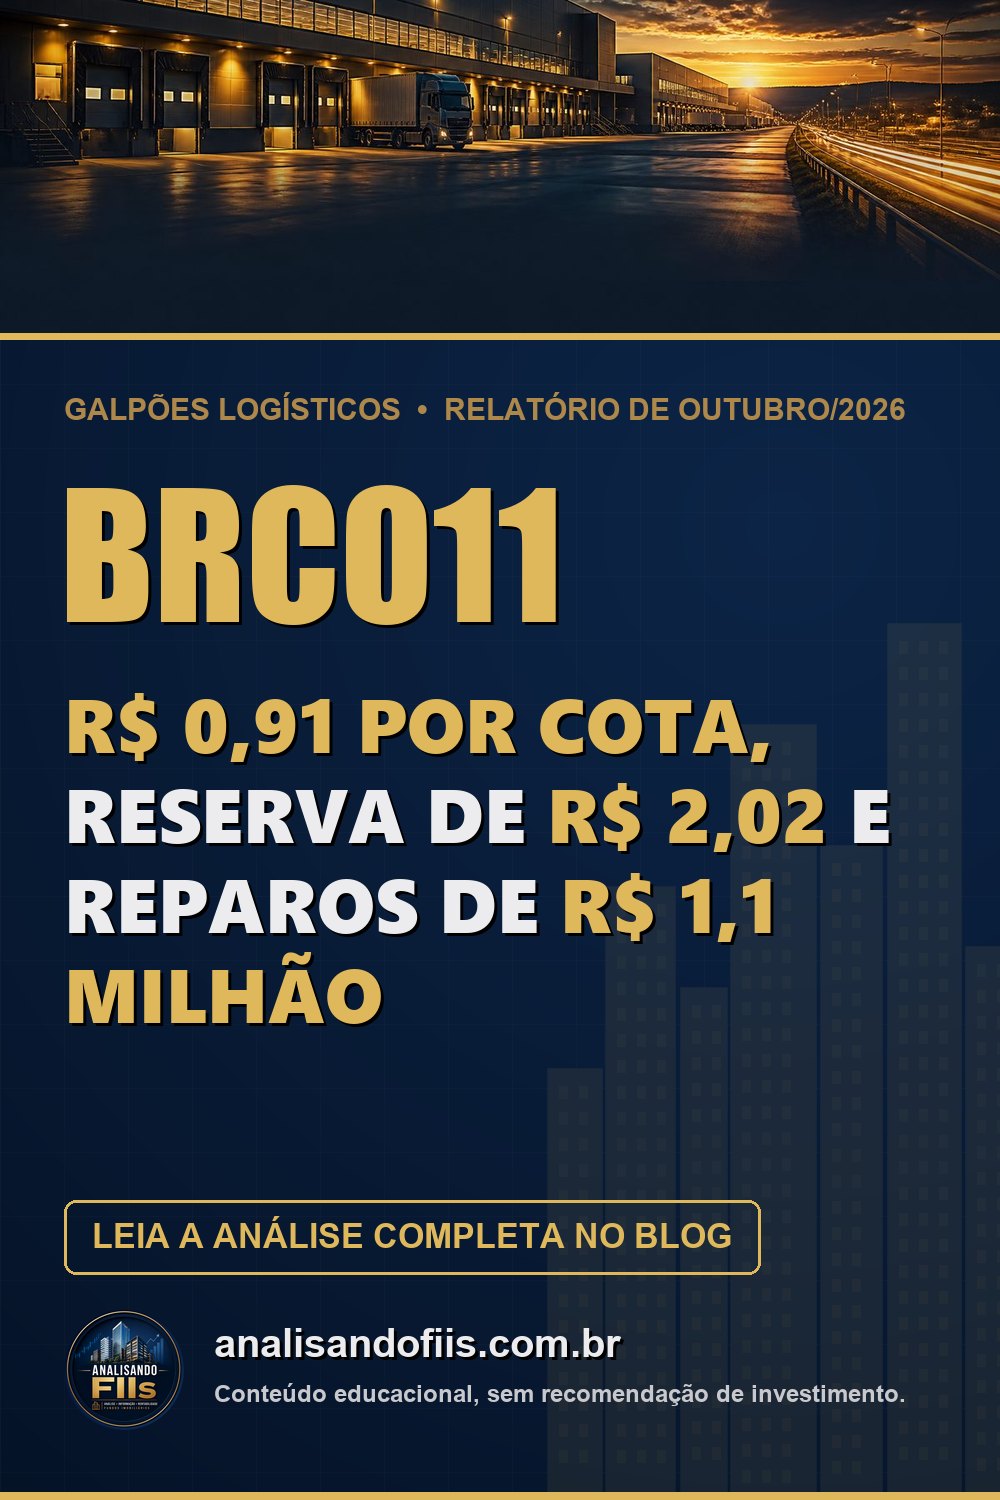 GALPÕES LOGÍSTICOS • RELATÓRIO DE OUTUBRO/2026
BRCO11
R$ 0,91 POR COTA,
RESERVA DE R$ 2,02 E
REPAROS DE R$ 1,1
MILHÃO
LEIA A ANÁLISE COMPLETA NO BLOG
ANALISANDO
FIIs
analisandofiis.com.br
Conteúdo educacional, sem recomendação de investimento.